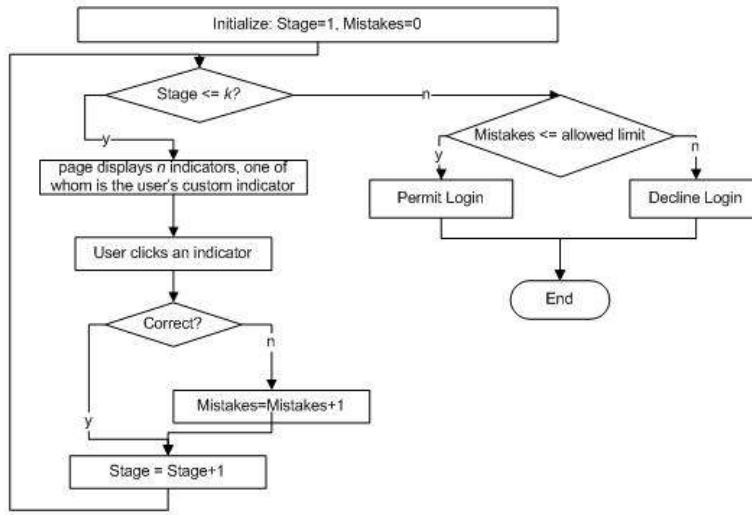 Initialize: Stage=1, Mistakes=0
Stage <= k?
n
y
Mistakes <= allowed limit
y
n
page displays n indicators, one of
whom is the user's custom indicator
Permit Login
Decline Login
User clicks an indicator
End
Correct?
n
y
Mistakes=Mistakes+1
Stage = Stage+1